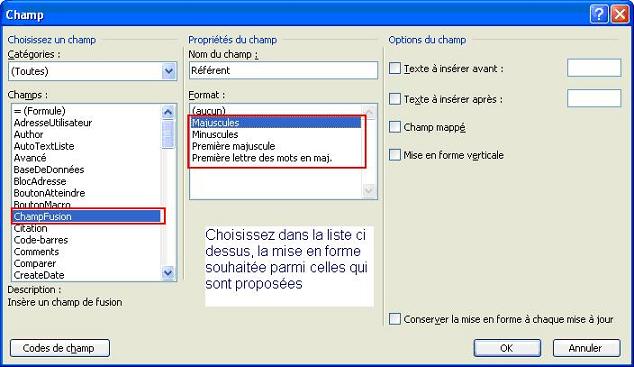 Champ
Choisissez un champ
Catégories :
(Toutes)
Champs :
= (Formule)
AdresseUtilisateur
Author
AutoTextListe
Avancé
BaseDeDonnées
BlocAdresse
BoutonAtteindre
BoutonMacro
ChampFusion
Citation
Code-barres
Comments
Comparer
CreateDate
Description :
Insère un champ de fusion
Codes de champ
Propriétés du champ
Nom du champ :
Référent
Format :
(aucun)
Majuscules
Minuscules
Première majuscule
Première lettre des mots en maj.
Choisissez dans la liste ci
dessus, la mise en forme
souhaitée parmi celles qui
sont proposées
Options du champ
Texte à insérer avant :
Texte à insérer après :
Champ mappé
Mise en forme verticale
Conserver la mise en forme à chaque mise à jour
OK
Annuler